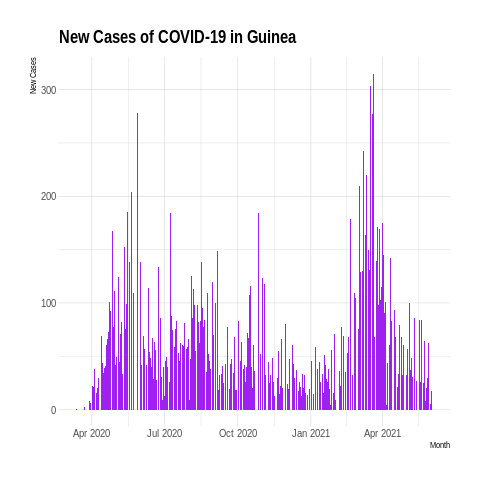 New Cases of COVID-19 in Guinea
New Cases
300
200
100
0
Apr 2020
Jul 2020
Oct 2020
Jan 2021
Apr 2021
Month